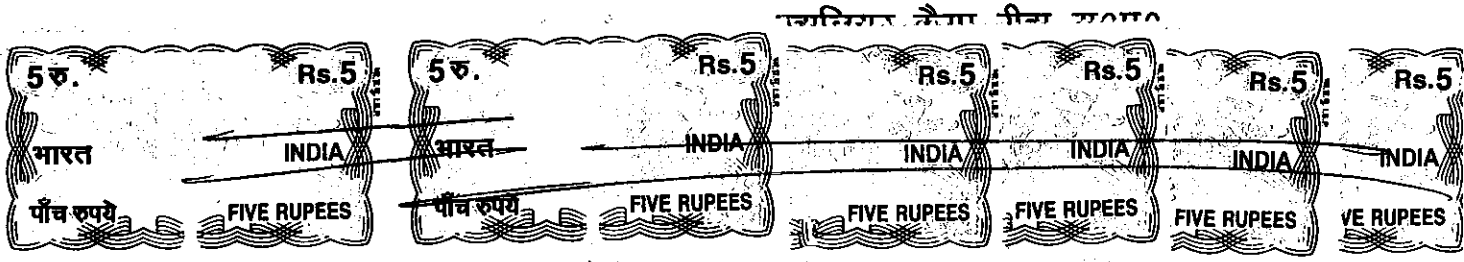 5 रु. Rs.5 5 रु. Rs.5 Rs.5 Rs.5 Rs.5 Rs.5
भारत INDIA भारत INDIA INDIA INDIA INDIA INDIA
पाँच रुपये FIVE RUPEES पाँच रुपये FIVE RUPEES FIVE RUPEES FIVE RUPEES FIVE RUPEES VE RUPEES